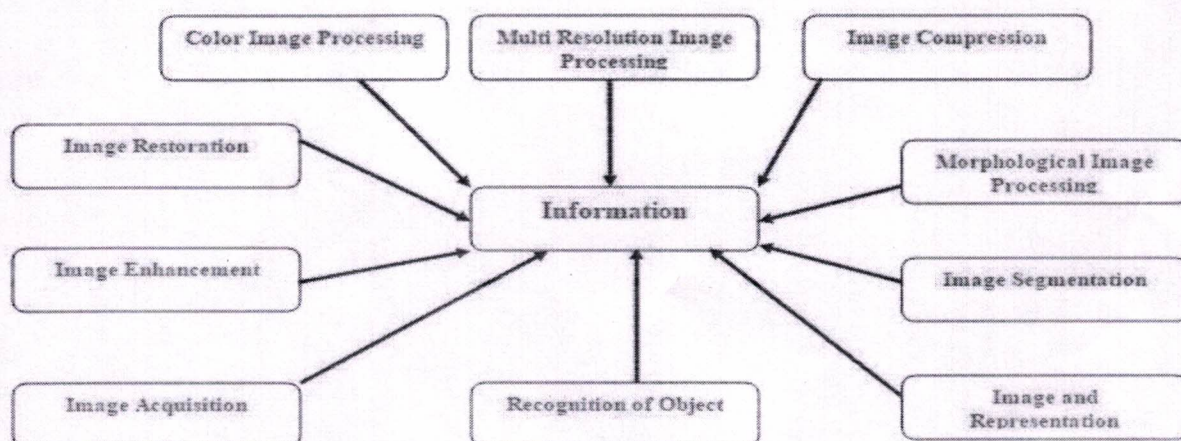 Color Image Processing
Multi Resolution Image
Processing
Image Compression
Image Restoration
Morphological Image
Processing
Information
Image Enhancement
Image Segmentation
Image Acquisition
Recognition of Object
Image and
Representation